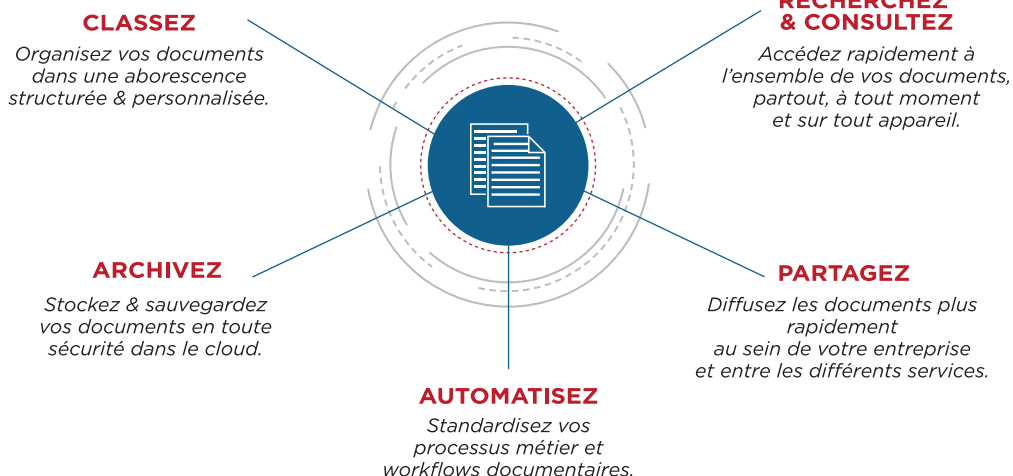 CLASSEZ
Organisez vos documents
dans une aborescence
structurée & personnalisée.
RECHERCHEZ
& CONSULTEZ
Accédez rapidement à
l’ensemble de vos documents,
partout, à tout moment
et sur tout appareil.
ARCHIVEZ
Stockez & sauvegardez
vos documents en toute
sécurité dans le cloud.
PARTAGEZ
Diffusez les documents plus
rapidement
au sein de votre entreprise
et entre les différents services.
AUTOMATISEZ
Standardisez vos
processus métier et
workflows documentaires.